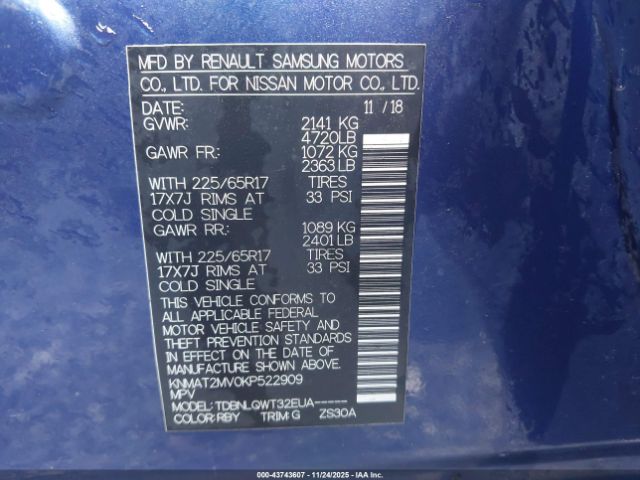 MFD BY RENAULT SAMSUNG MOTORS
CO., LTD. FOR NISSAN MOTOR CO., LTD.
DATE: 11 / 18
GVWR: 2141 KG
4720LB
GAWR FR: 1072 KG
2363 LB
WITH 225/65R17 TIRES
17X7J RIMS AT 33 PSI
COLD SINGLE
GAWR RR: 1089 KG
2401 LB
WITH 225/65R17 TIRES
17X7J RIMS AT 33 PSI
COLD SINGLE
THIS VEHICLE CONFORMS TO
ALL APPLICABLE FEDERAL
MOTOR VEHICLE SAFETY AND
THEFT PREVENTION STANDARDS
IN EFFECT ON THE DATE OF
MANUFACTURE SHOWN ABOVE.
KNMAT2MV0KP522909
MPV
MODEL: TDBNLQWT32EUA-----
COLOR: RBY TRIM: G ZS30A
000-43743607 - 11/24/2025 - IAAI.COM